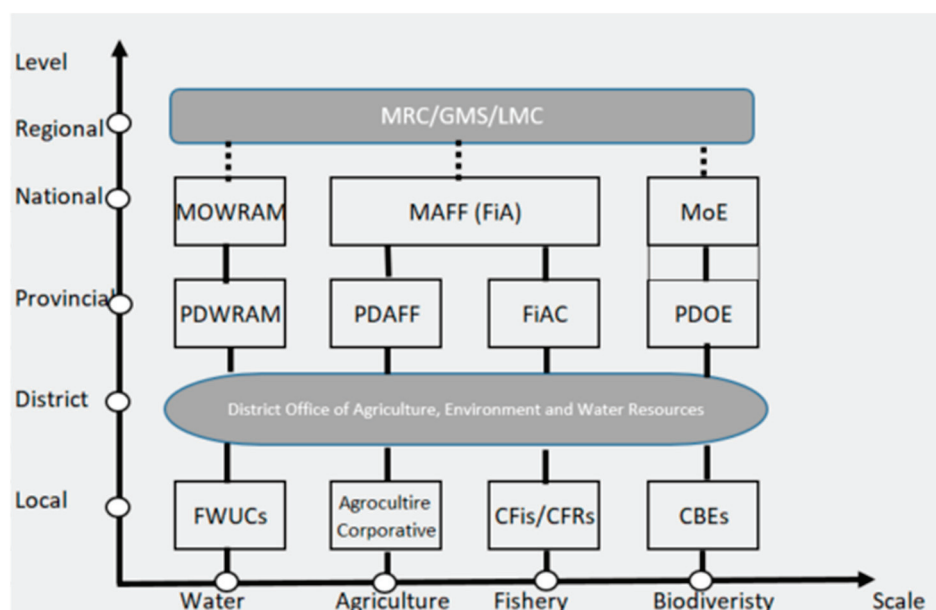 Level
MRC/GMS/LMC
Regional
National
MOWRAM
MAFF (FiA)
MoE
Provincial
PDWRAM
PDAFF
FiAC
PDOE
District
District Office of Agriculture, Environment and Water Resources
Local
FWUCs
Agrocultire
Corporative
CFis/CFRs
CBEs
Water
Agriculture
Fishery
Biodiveristy
Scale